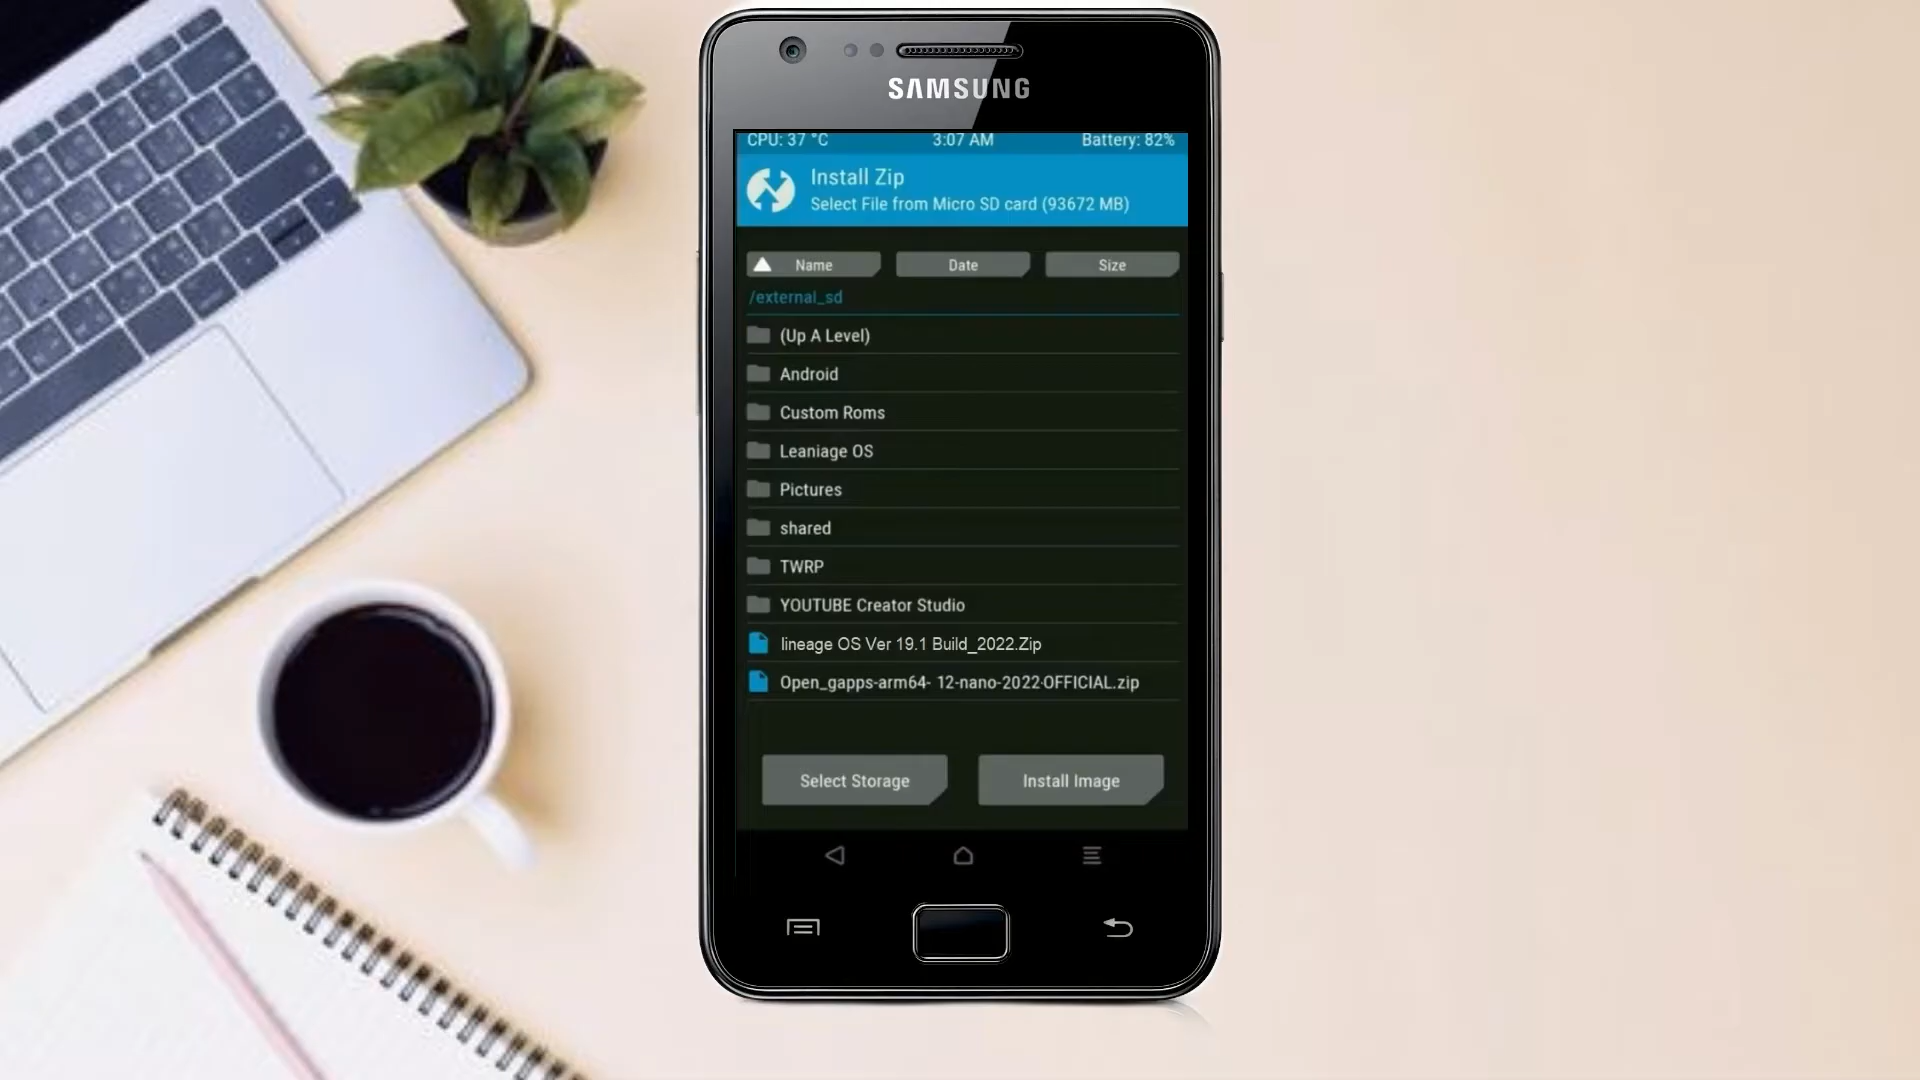 SAMSUNG
CPU: 37 °C 3:07 AM Battery: 82%
Install Zip
Select File from Micro SD card (93672 MB)
Name Date Size
/external_sd
(Up A Level)
Android
Custom Roms
Leaniage OS
Pictures
shared
TWRP
YOUTUBE Creator Studio
lineage OS Ver 19.1 Build_2022.Zip
Open_gapps-arm64- 12-nano-2022-OFFICIAL.zip
Select Storage Install Image